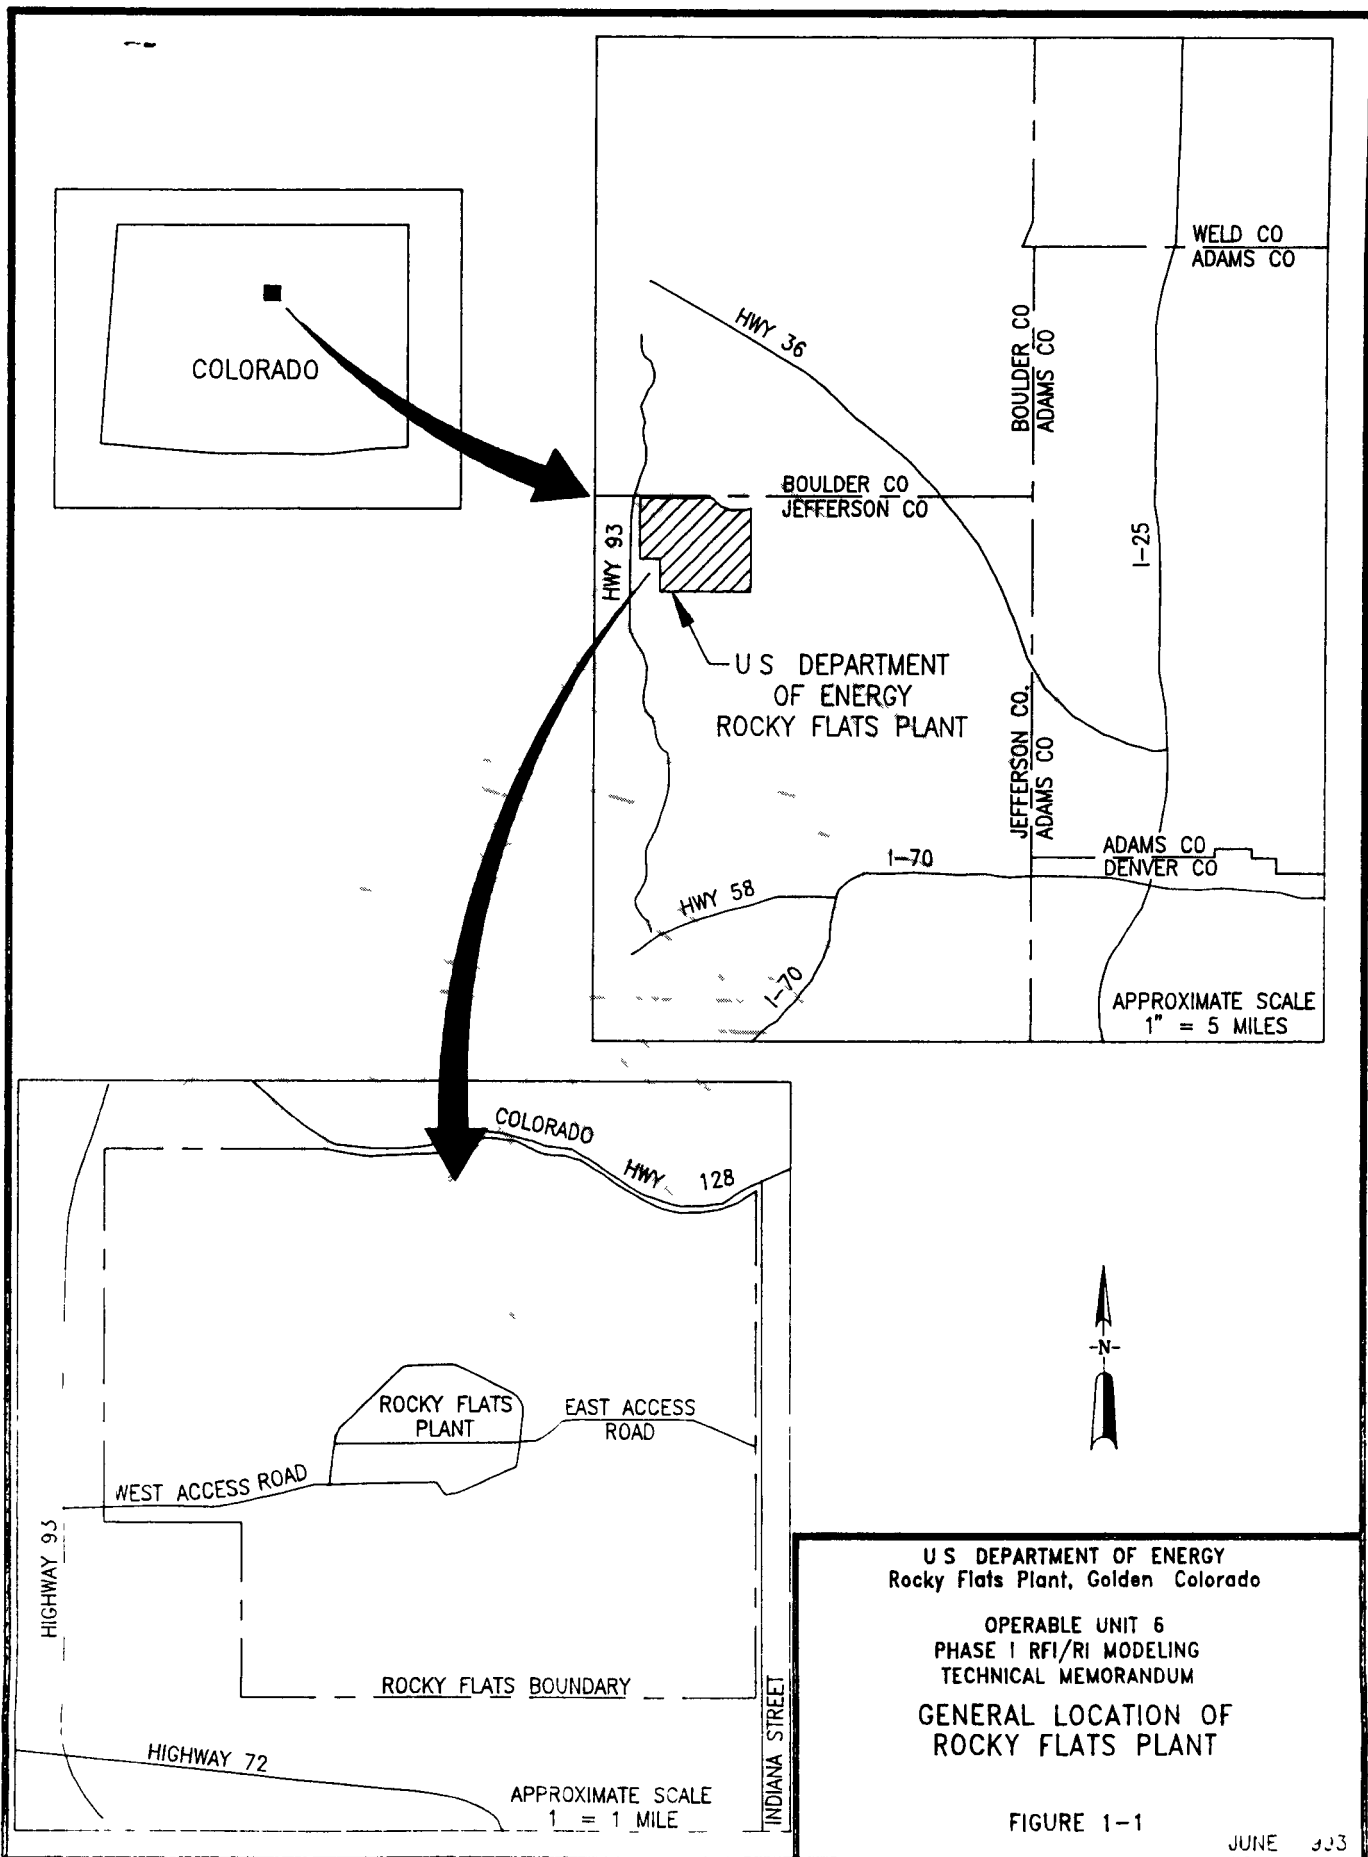 COLORADO
WELD CO
ADAMS CO
HWY 36
BOULDER CO
ADAMS CO
BOULDER CO
JEFFERSON CO
HWY 93
I-25
U S DEPARTMENT
OF ENERGY
ROCKY FLATS PLANT
JEFFERSON CO.
ADAMS CO
ADAMS CO
DENVER CO
I-70
HWY 58
I-70
APPROXIMATE SCALE
1" = 5 MILES
COLORADO
HWY 128
ROCKY FLATS
PLANT
EAST ACCESS
ROAD
WEST ACCESS ROAD
HIGHWAY 93
ROCKY FLATS BOUNDARY
INDIANA STREET
HIGHWAY 72
APPROXIMATE SCALE
1 = 1 MILE
-N-
U S DEPARTMENT OF ENERGY
Rocky Flats Plant, Golden Colorado
OPERABLE UNIT 6
PHASE I RFI/RI MODELING
TECHNICAL MEMORANDUM
GENERAL LOCATION OF
ROCKY FLATS PLANT
FIGURE 1-1
JUNE